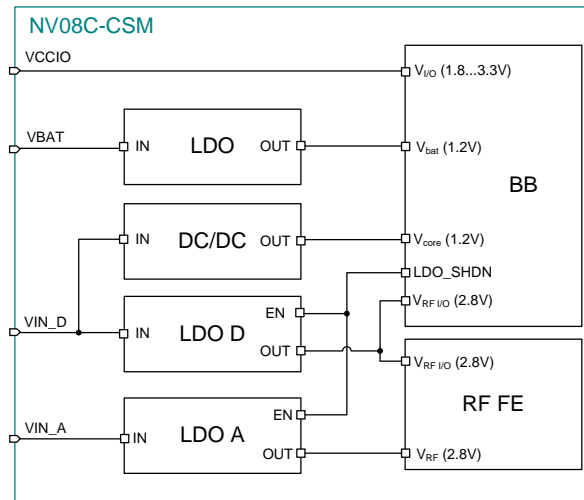 NV08C-CSM
VCCIO
V_I/O (1.8...3.3V)
VBAT
IN
LDO
OUT
V_bat (1.2V)
BB
IN
DC/DC
OUT
V_core (1.2V)
LDO_SHDN
VIN_D
IN
LDO D
EN
OUT
V_RF I/O (2.8V)
V_RF I/O (2.8V)
RF FE
VIN_A
IN
LDO A
EN
OUT
V_RF (2.8V)